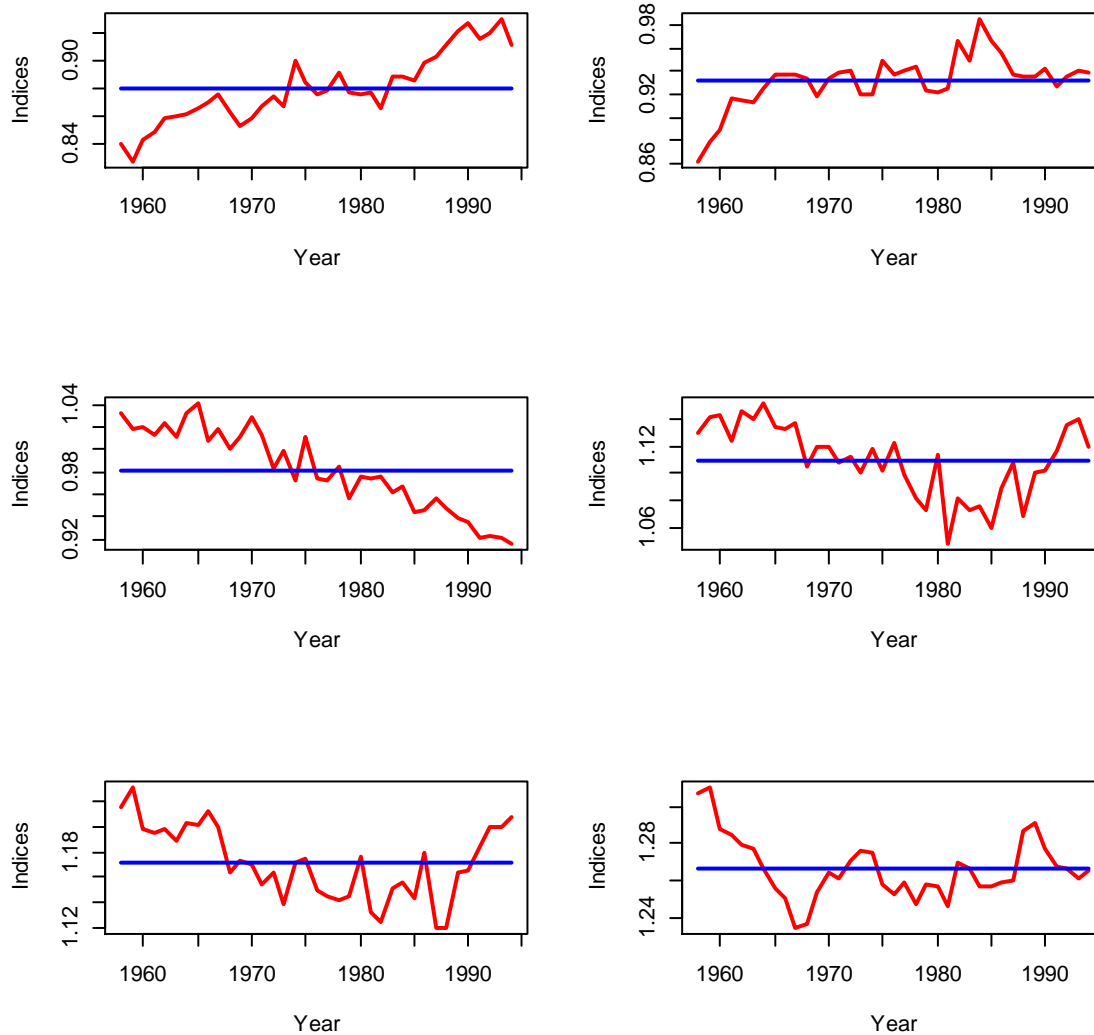 Indices
0.84 0.90
1960 1970 1980 1990
Year
Indices
0.86 0.92 0.98
1960 1970 1980 1990
Year
Indices
0.92 0.98 1.04
1960 1970 1980 1990
Year
Indices
1.06 1.12
1960 1970 1980 1990
Year
Indices
1.12 1.18
1960 1970 1980 1990
Year
Indices
1.24 1.28
1960 1970 1980 1990
Year